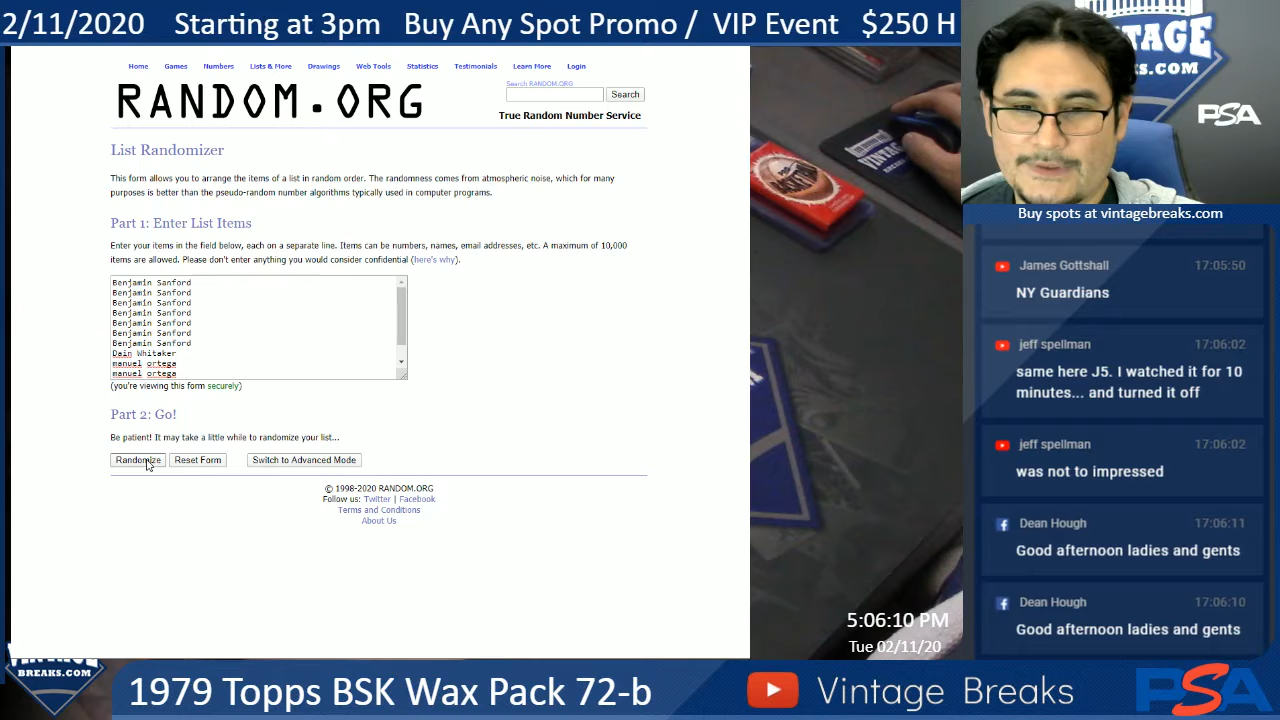 2/11/2020 Starting at 3pm Buy Any Spot Promo / VIP Event $250 H
Home Games Numbers Lists & More Drawings Web Tools Statistics Testimonials Learn More Login
RANDOM.ORG
Search RANDOM.ORG
Search
True Random Number Service
List Randomizer
This form allows you to arrange the items of a list in random order. The randomness comes from atmospheric noise, which for many
purposes is better than the pseudo-random number algorithms typically used in computer programs.
Part 1: Enter List Items
Enter your items in the field below, each on a separate line. Items can be numbers, names, email addresses, etc. A maximum of 10,000
items are allowed. Please don't enter anything you would consider confidential (here's why).
Benjamin Sanford
Benjamin Sanford
Benjamin Sanford
Benjamin Sanford
Benjamin Sanford
Benjamin Sanford
Benjamin Sanford
Dain Whitaker
manuel ortega
manuel ortega
(you're viewing this form securely)
Part 2: Go!
Be patient! It may take a little while to randomize your list...
Randomize Reset Form Switch to Advanced Mode
© 1998-2020 RANDOM.ORG
Follow us: Twitter | Facebook
Terms and Conditions
About Us
VINTAGE
PSA
Buy spots at vintagebreaks.com
James Gottshall 17:05:50
NY Guardians
jeff spellman 17:06:02
same here J5. I watched it for 10
minutes... and turned it off
jeff spellman 17:06:02
was not to impressed
Dean Hough 17:06:11
Good afternoon ladies and gents
Dean Hough 17:06:10
Good afternoon ladies and gents
5:06:10 PM
Tue 02/11/20
BREAKS.COM
1979 Topps BSK Wax Pack 72-b
Vintage Breaks
PSA